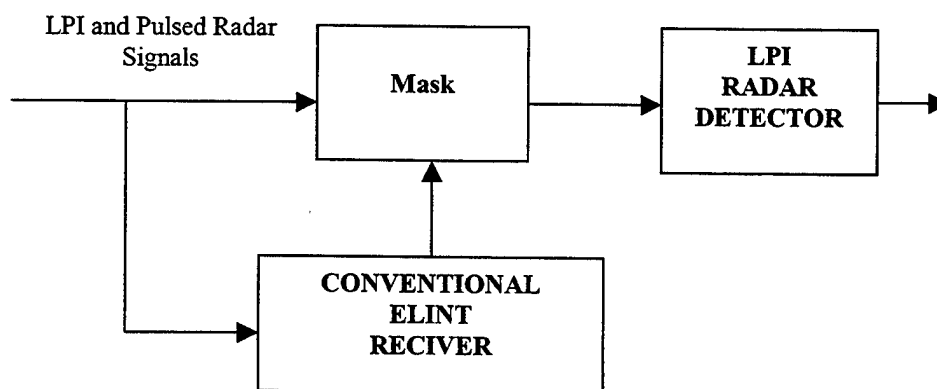 LPI and Pulsed Radar
Signals
Mask
LPI
RADAR
DETECTOR
CONVENTIONAL
ELINT
RECIVER